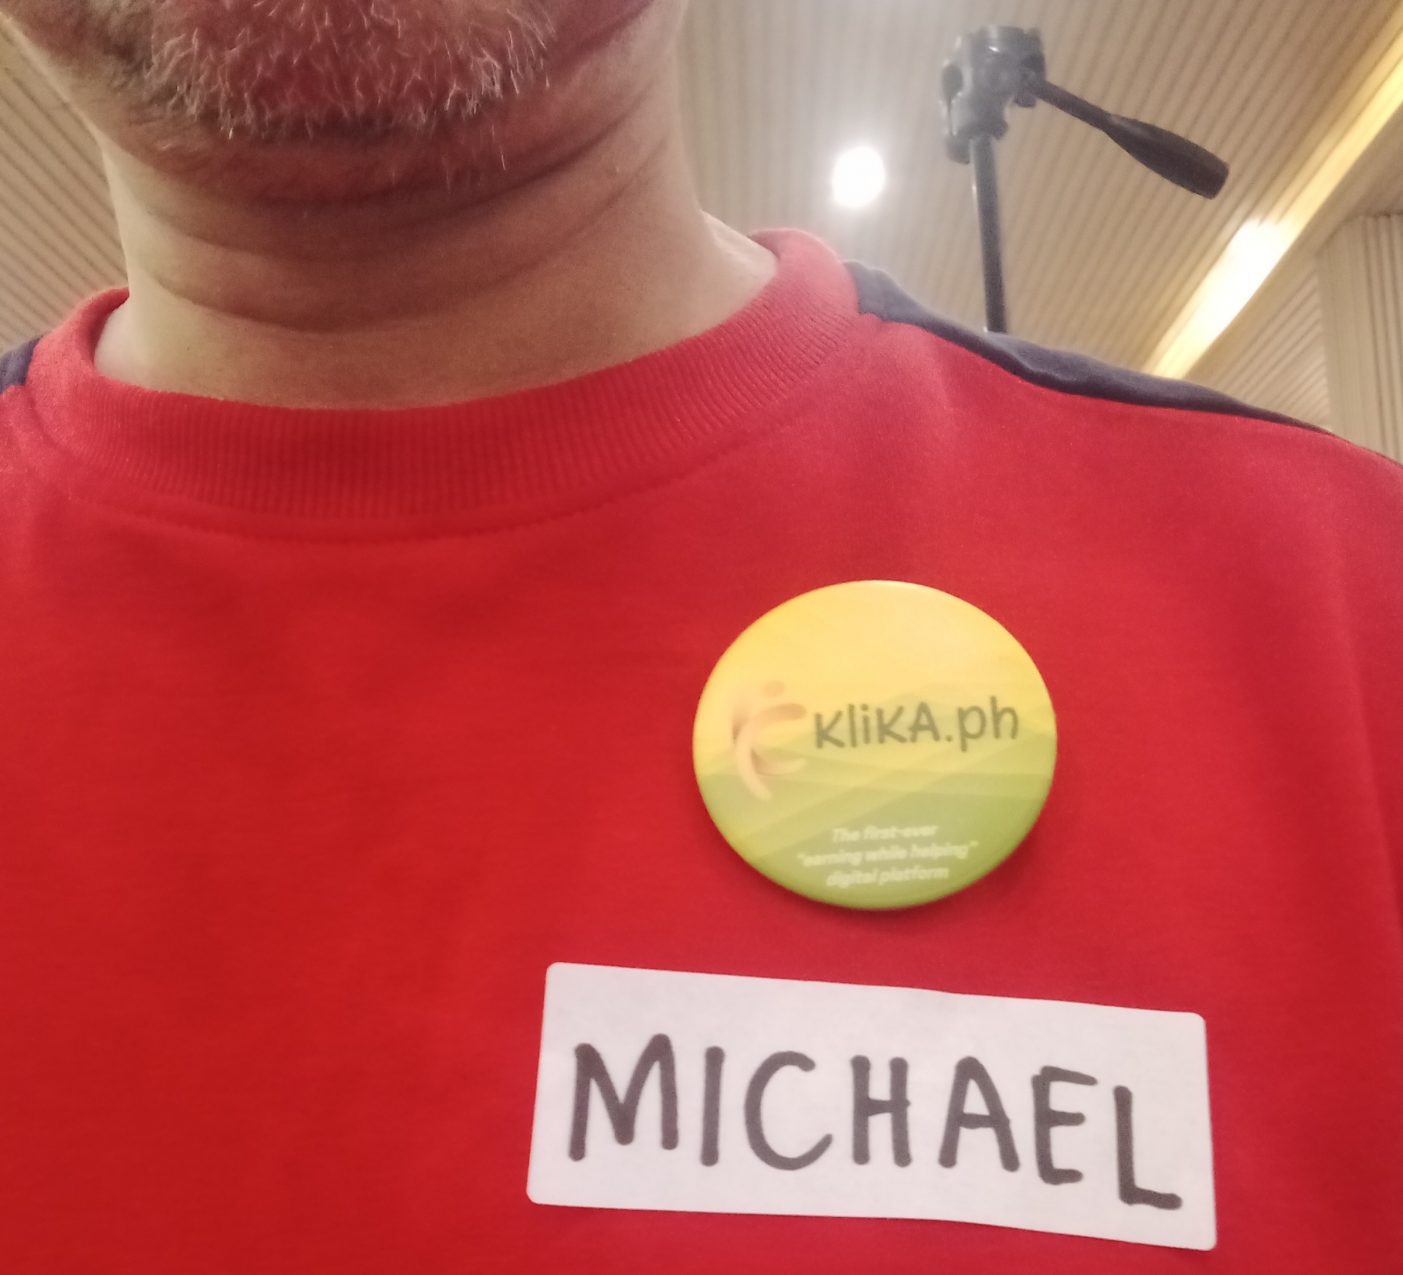 KliKA.ph
The first-ever
"earning while helping"
digital platform
MICHAEL